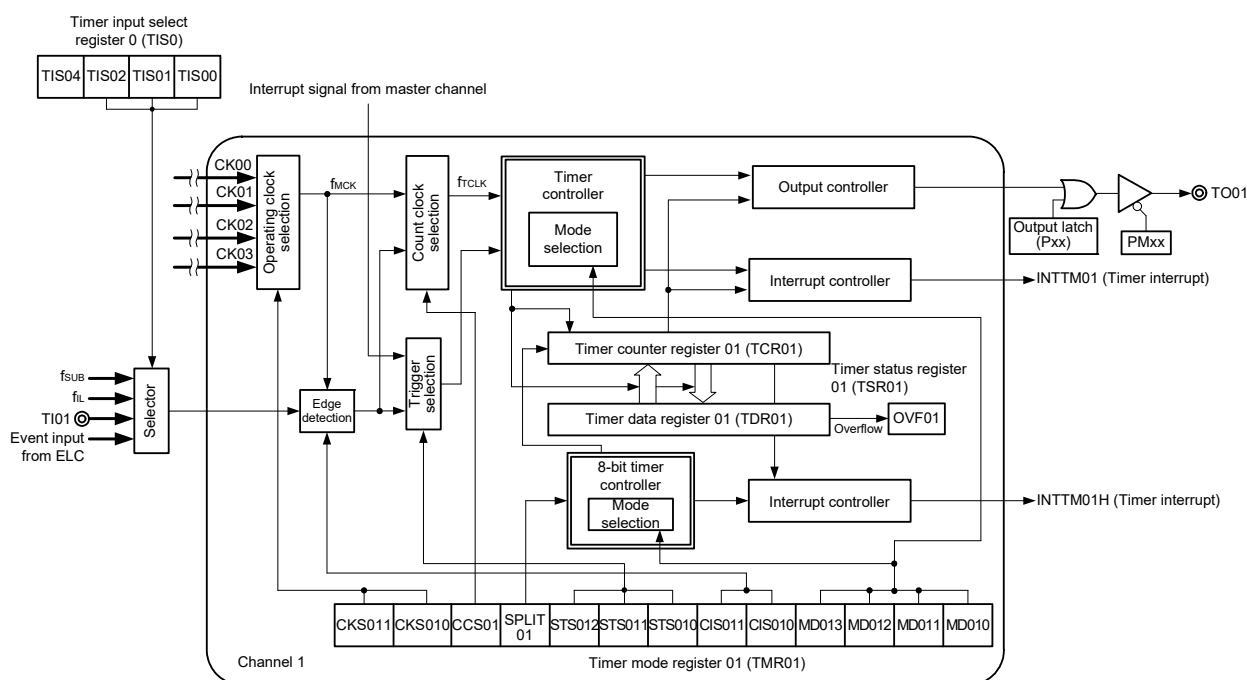 Timer input select
register 0 (TIS0)
TIS04 TIS02 TIS01 TIS00
Interrupt signal from master channel
CK00
CK01
CK02
CK03
Operating clock
selection
fMCK
Count clock
selection
fTCLK
Timer
controller
Mode
selection
Output controller
Output latch
(Pxx)
PMxx
TO01
Interrupt controller
INTTM01 (Timer interrupt)
Timer counter register 01 (TCR01)
Timer status register
01 (TSR01)
fSUB
fIL
TI01
Event input
from ELC
Selector
Edge
detection
Trigger
selection
Timer data register 01 (TDR01)
Overflow
OVF01
8-bit timer
controller
Mode
selection
Interrupt controller
INTTM01H (Timer interrupt)
CKS011 CKS010 CCS01 SPLIT
01 STS012 STS011 STS010 CIS011 CIS010 MD013 MD012 MD011 MD010
Channel 1
Timer mode register 01 (TMR01)